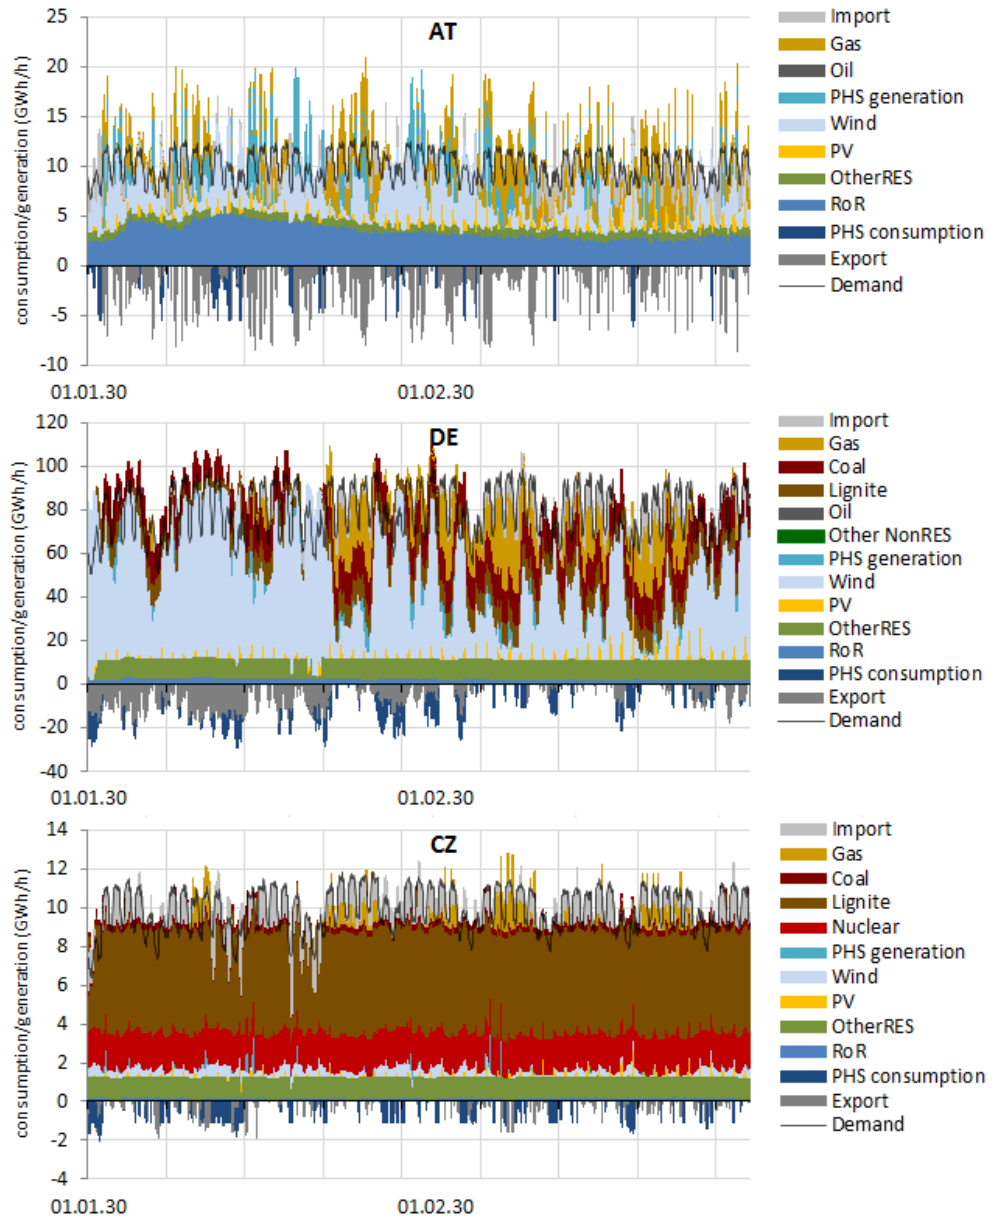 AT
consumption/generation (GWh/h)
25
20
15
10
5
0
-5
-10
01.01.30
01.02.30
Import
Gas
Oil
PHS generation
Wind
PV
OtherRES
RoR
PHS consumption
Export
Demand
DE
consumption/generation (GWh/h)
120
100
80
60
40
20
0
-20
-40
01.01.30
01.02.30
Import
Gas
Coal
Lignite
Oil
Other NonRES
PHS generation
Wind
PV
OtherRES
RoR
PHS consumption
Export
Demand
CZ
consumption/generation (GWh/h)
14
12
10
8
6
4
2
0
-2
-4
01.01.30
01.02.30
Import
Gas
Coal
Lignite
Nuclear
PHS generation
Wind
PV
OtherRES
RoR
PHS consumption
Export
Demand